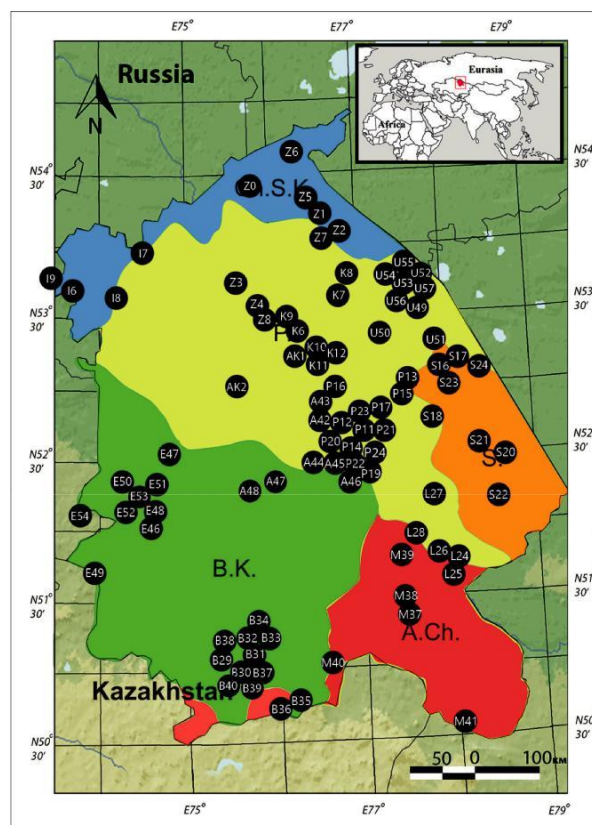 E75° E77° E79°
Russia
Eurasia
Africa
N
N54
30'
N54
30'
Z6
Z0
.S.K.
Z5
Z1
Z2
Z7
I7
I9
I6
I8
Z3
K8
K7
U55
U54
U52
U53
U57
U56
U49
N53
30'
N53
30'
Z4
Z8
K9
K6
K10
K12
AK1
K11
U50
U51
S17
S16
S24
S23
P13
P15
AK2
P16
A43
A42
P12
P23
P17
P11
P21
S18
S21
S20
S.
S22
N52
30'
N52
30'
P20
P14
P24
A44
A45
P22
P19
A46
A47
A48
E47
E50
E51
E53
E52
E48
E46
E54
L27
L28
L26
L24
L25
M39
E49
B.K.
N51
30'
N51
30'
M38
M37
A.Ch.
B34
B38
B32
B33
B31
B29
B30
B37
M40
Kazakhstan
B40
B39
B36
B35
M41
N50
30'
N50
30'
50 0 100 км
E75° E77° E79°